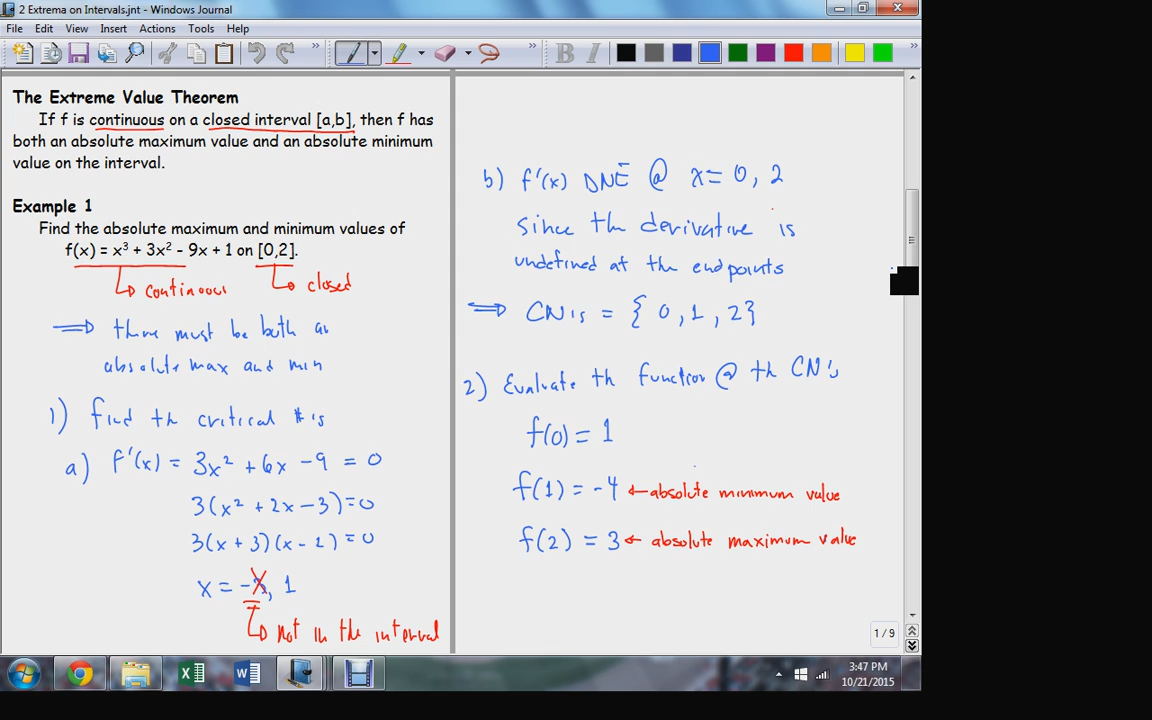 2 Extrema on Intervals.jnt - Windows Journal
File Edit View Insert Actions Tools Help
B I
The Extreme Value Theorem
If f is continuous on a closed interval [a,b], then f has
both an absolute maximum value and an absolute minimum
value on the interval.
Example 1
Find the absolute maximum and minimum values of
f(x) = x³ + 3x² - 9x + 1 on [0,2].
continuous
closed
⟹ there must be both an
absolute max and min
1) find the critical #'s
a) f'(x) = 3x² + 6x - 9 = 0
3(x² + 2x - 3) = 0
3(x + 3)(x - 1) = 0
x = -3, 1
not in the interval
b) f'(x) DNE @ x = 0, 2
since the derivative is
undefined at the endpoints
⟹ CN's = { 0, 1, 2}
2) Evaluate the function @ the CN's
f(0) = 1
f(1) = -4 ← absolute minimum value
f(2) = 3 ← absolute maximum value
1 / 9
3:47 PM
10/21/2015